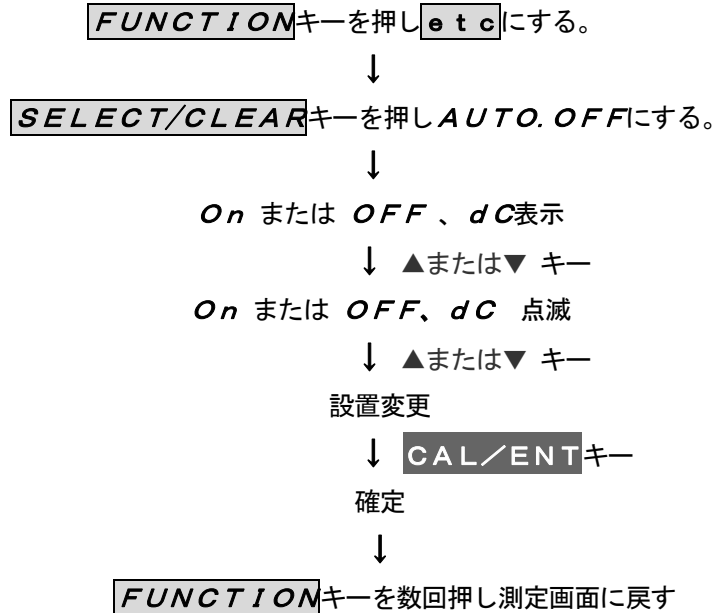 FUNCTIONキーを押しetcにする。
↓
SELECT/CLEARキーを押しAUTO.OFFにする。
↓
On または OFF 、dC表示
↓ ▲または▼ キー
On または OFF、dC 点滅
↓ ▲または▼ キー
設置変更
↓ CAL/ENTキー
確定
↓
FUNCTIONキーを数回押し測定画面に戻す